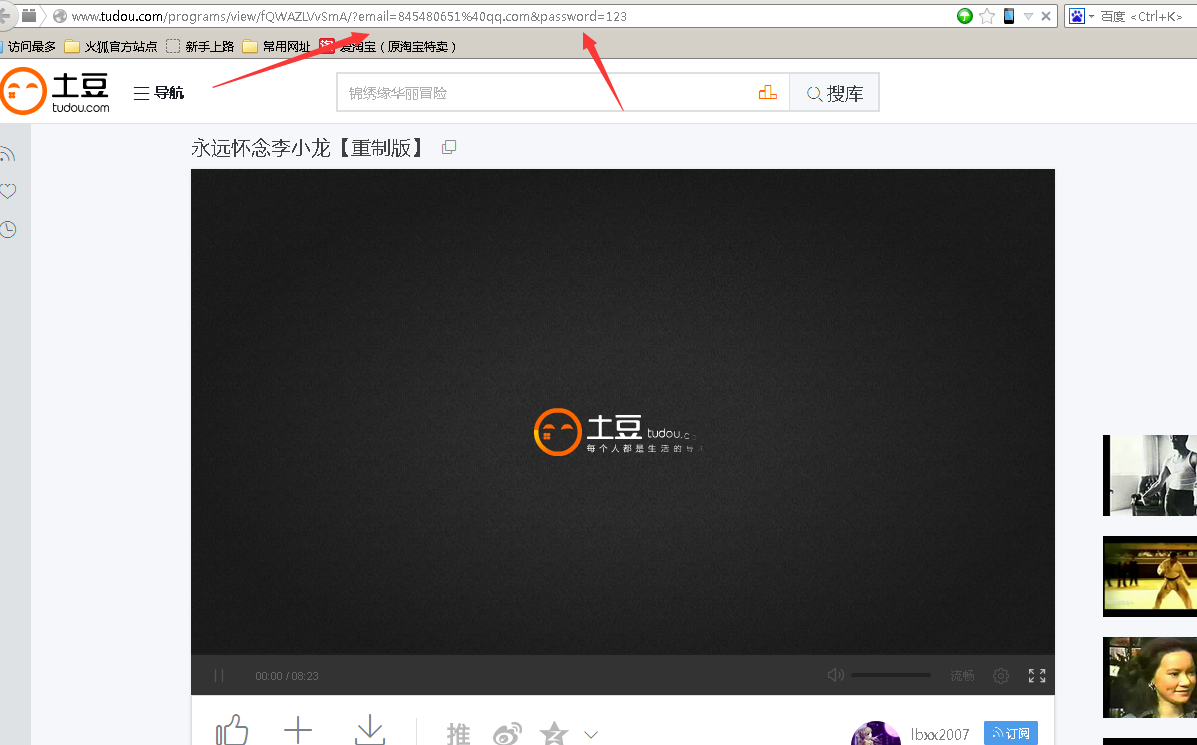 www.tudou.com/programs/view/fQWAZLVvSmA/?email=845480651%40qq.com&password=123
百度 <Ctrl+K>
访问最多 火狐官方站点 新手上路 常用网址 爱淘宝（原淘宝特卖）
土豆
tudou.com
导航
锦绣缘华丽冒险
搜库
永远怀念李小龙【重制版】
土豆 tudou.c
每个人都是生活的导
00:00 / 08:23
流畅
推
lbxx2007
订阅